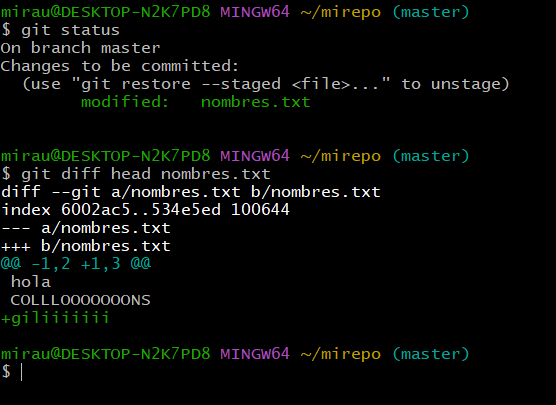 mirau@DESKTOP-N2K7PD8 MINGW64 ~/mirepo (master)
$ git status
On branch master
Changes to be committed:
  (use "git restore --staged <file>..." to unstage)
        modified:   nombres.txt
mirau@DESKTOP-N2K7PD8 MINGW64 ~/mirepo (master)
$ git diff head nombres.txt
diff --git a/nombres.txt b/nombres.txt
index 6002ac5..534e5ed 100644
--- a/nombres.txt
+++ b/nombres.txt
@@ -1,2 +1,3 @@
 hola
 COLLLOOOOOOONS
+giliiiiiii
mirau@DESKTOP-N2K7PD8 MINGW64 ~/mirepo (master)
$